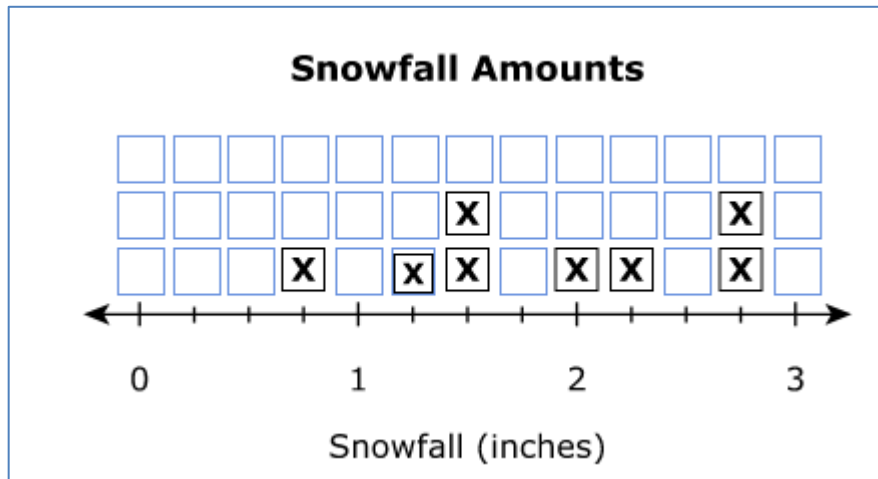 Snowfall Amounts
X X
X X X X X X
0 1 2 3
Snowfall (inches)